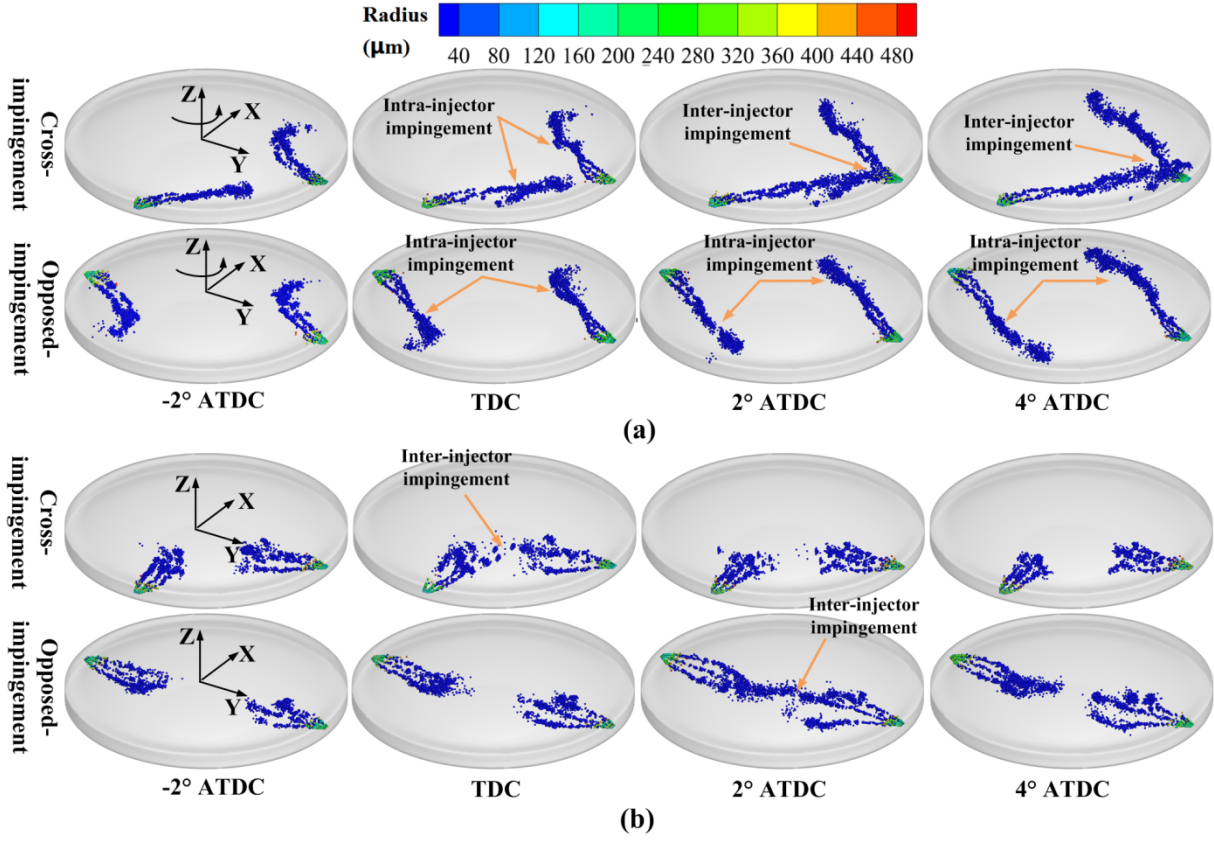 Radius
(μm)
40 80 120 160 200 240 280 320 360 400 440 480
Cross-
impingement
Z
X
Y
Intra-injector
impingement
Inter-injector
impingement
Inter-injector
impingement
Opposed-
impingement
Z
X
Y
Intra-injector
impingement
Intra-injector
impingement
Intra-injector
impingement
-2° ATDC
TDC
2° ATDC
4° ATDC
(a)
Cross-
impingement
Z
X
Y
Inter-injector
impingement
Opposed-
impingement
Z
X
Y
Inter-injector
impingement
-2° ATDC
TDC
2° ATDC
4° ATDC
(b)